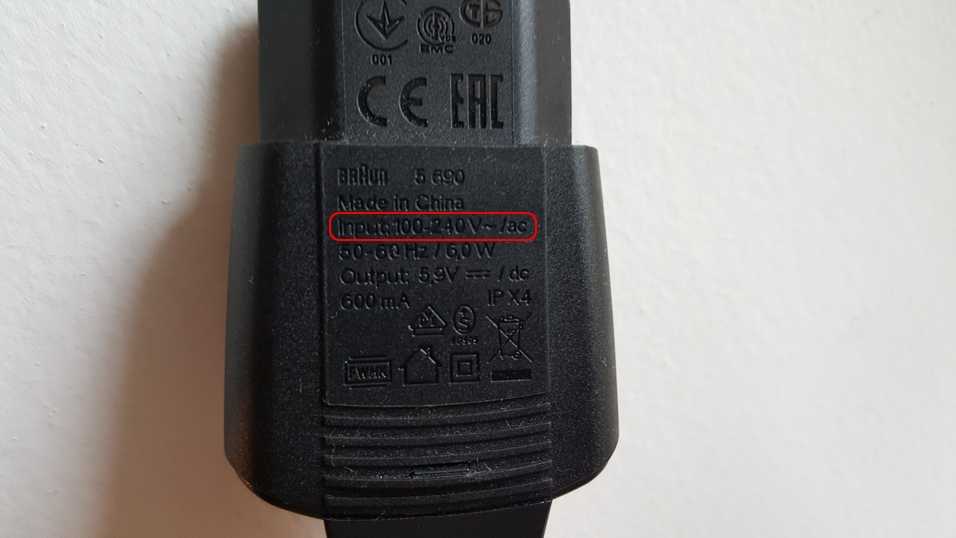 001
EMC
020
CE EAC
BRAUN 5 690
Made in China
Input:100-240V~/ac
50-60 Hz / 6,0 W
Output: 5,9V ⎓ / dc
600 mA IP X4